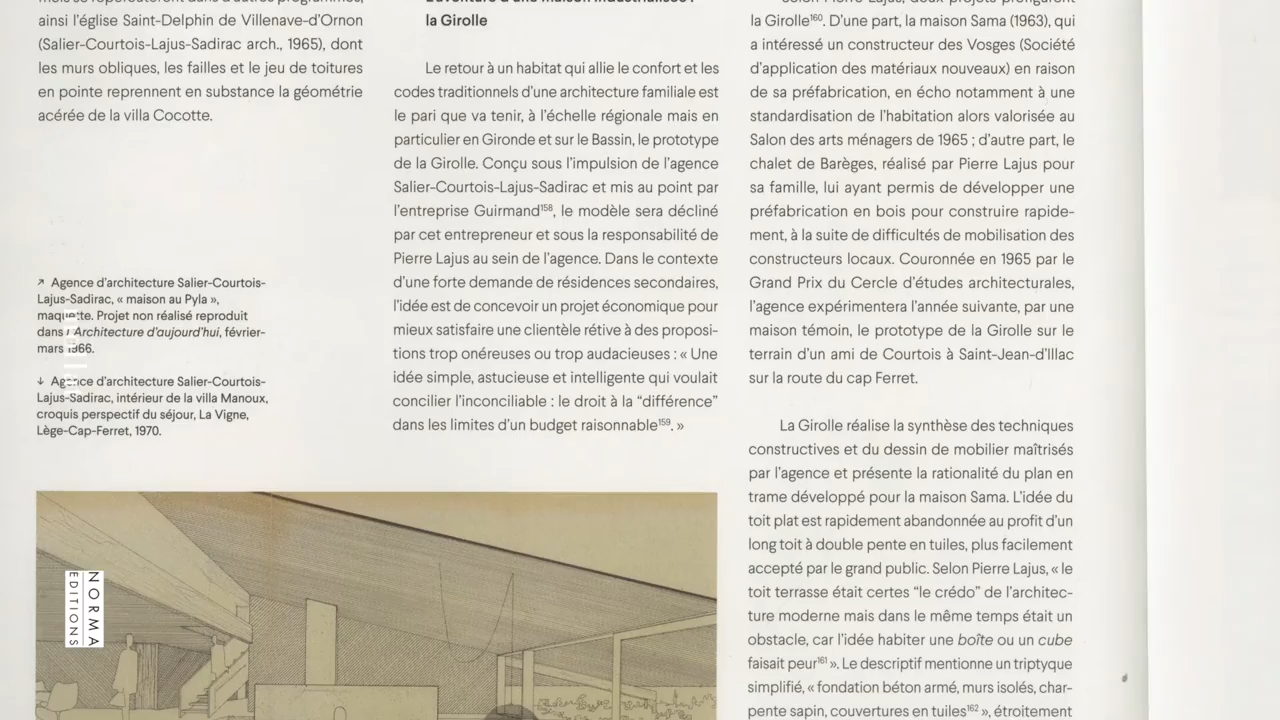 ainsi l'église Saint-Delphin de Villenave-d'Ornon
(Salier-Courtois-Lajus-Sadirac arch., 1965), dont
les murs obliques, les failles et le jeu de toitures
en pointe reprennent en substance la géométrie
acérée de la villa Cocotte.
↗ Agence d'architecture Salier-Courtois-
Lajus-Sadirac, « maison au Pyla »,
maquette. Projet non réalisé reproduit
dans Architecture d'aujourd'hui, février-
mars 1966.
↓ Agence d'architecture Salier-Courtois-
Lajus-Sadirac, intérieur de la villa Manoux,
croquis perspectif du séjour, La Vigne,
Lège-Cap-Ferret, 1970.
la Girolle
Le retour à un habitat qui allie le confort et les
codes traditionnels d'une architecture familiale est
le pari que va tenir, à l'échelle régionale mais en
particulier en Gironde et sur le Bassin, le prototype
de la Girolle. Conçu sous l'impulsion de l'agence
Salier-Courtois-Lajus-Sadirac et mis au point par
l'entreprise Guirmand158, le modèle sera décliné
par cet entrepreneur et sous la responsabilité de
Pierre Lajus au sein de l'agence. Dans le contexte
d'une forte demande de résidences secondaires,
l'idée est de concevoir un projet économique pour
mieux satisfaire une clientèle rétive à des proposi-
tions trop onéreuses ou trop audacieuses : « Une
idée simple, astucieuse et intelligente qui voulait
concilier l'inconciliable : le droit à la “différence”
dans les limites d'un budget raisonnable159. »
la Girolle160. D'une part, la maison Sama (1963), qui
a intéressé un constructeur des Vosges (Société
d'application des matériaux nouveaux) en raison
de sa préfabrication, en écho notamment à une
standardisation de l'habitation alors valorisée au
Salon des arts ménagers de 1965 ; d'autre part, le
chalet de Barèges, réalisé par Pierre Lajus pour
sa famille, lui ayant permis de développer une
préfabrication en bois pour construire rapide-
ment, à la suite de difficultés de mobilisation des
constructeurs locaux. Couronnée en 1965 par le
Grand Prix du Cercle d'études architecturales,
l'agence expérimentera l'année suivante, par une
maison témoin, le prototype de la Girolle sur le
terrain d'un ami de Courtois à Saint-Jean-d'Illac
sur la route du cap Ferret.
La Girolle réalise la synthèse des techniques
constructives et du dessin de mobilier maîtrisés
par l'agence et présente la rationalité du plan en
trame développé pour la maison Sama. L'idée du
toit plat est rapidement abandonnée au profit d'un
long toit à double pente en tuiles, plus facilement
accepté par le grand public. Selon Pierre Lajus, « le
toit terrasse était certes “le crédo” de l'architec-
ture moderne mais dans le même temps était un
obstacle, car l'idée habiter une boîte ou un cube
faisait peur161 ». Le descriptif mentionne un triptyque
simplifié, « fondation béton armé, murs isolés, char-
pente sapin, couvertures en tuiles162 », étroitement
NORMA
EDITIONS